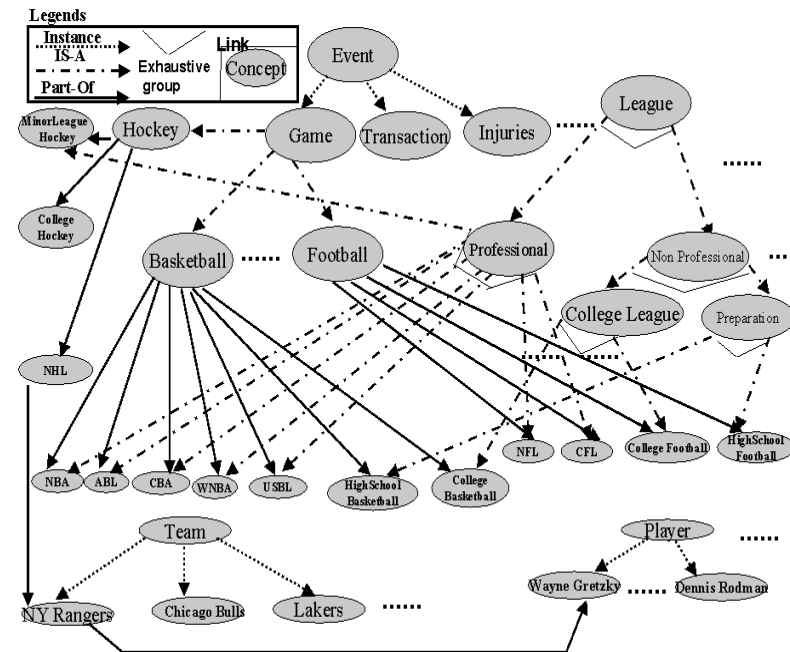 Legends
Instance
IS-A
Part-Of
Exhaustive
group
Link
Concept
Event
League
MinorLeague
Hockey
Hockey
Game
Transaction
Injuries
College
Hockey
Basketball
Football
Professional
Non Professional
College League
Preparation
NHL
NFL
CFL
College Football
HighSchool
Football
NBA
ABL
CBA
WNBA
USBL
HighSchool
Basketball
College
Basketball
Team
Player
NY Rangers
Chicago Bulls
Lakers
Wayne Gretzky
Dennis Rodman